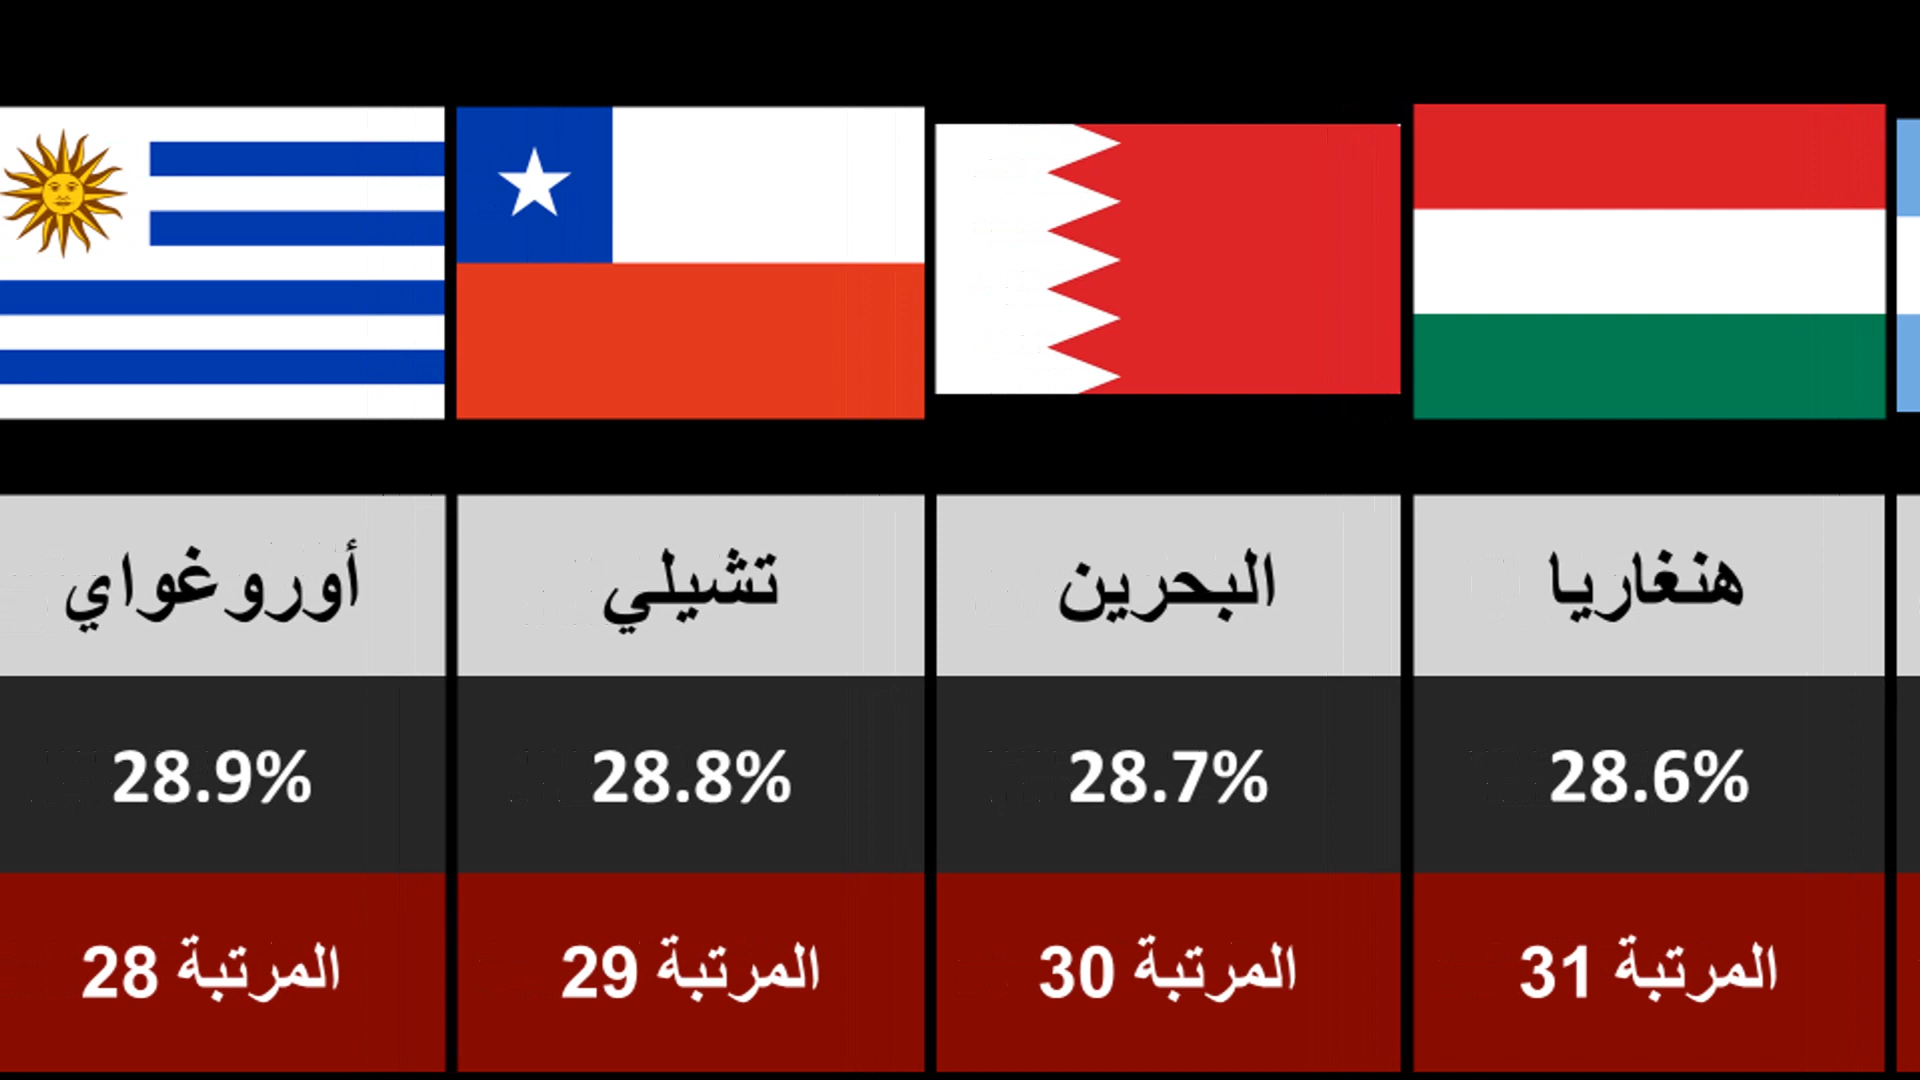 أوروغواي
28.9%
المرتبة 28
تشيلي
28.8%
المرتبة 29
البحرين
28.7%
المرتبة 30
هنغاريا
28.6%
المرتبة 31